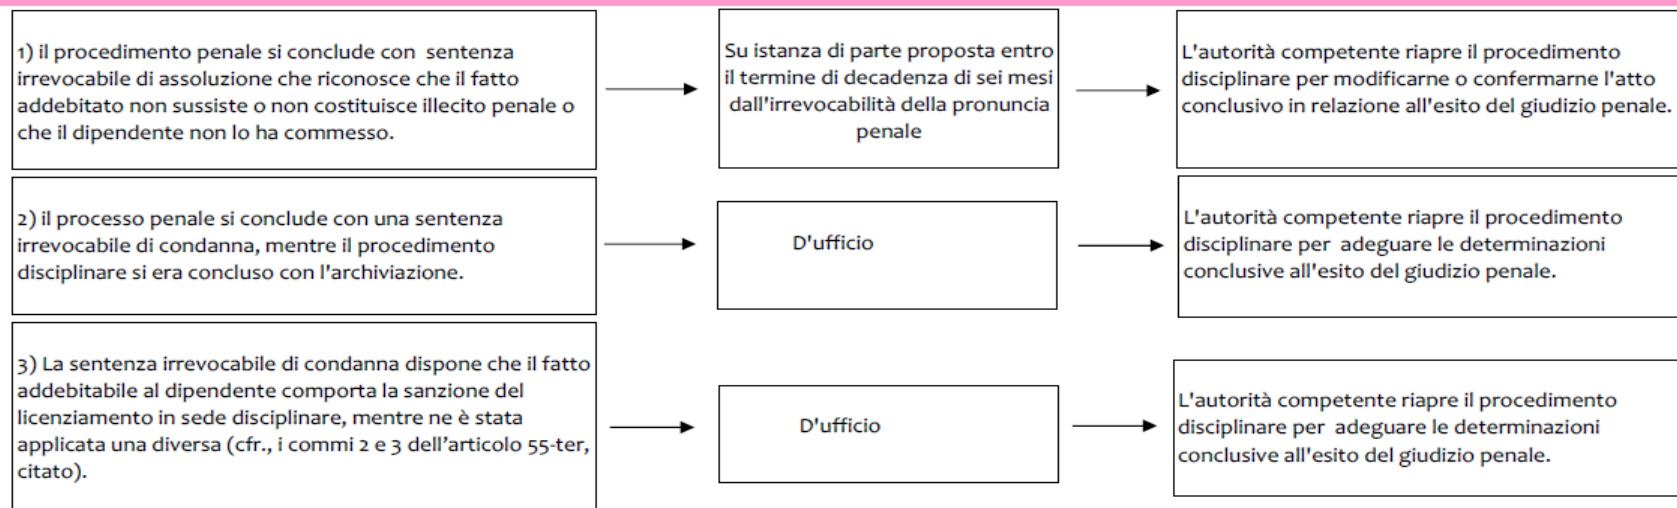 1) il procedimento penale si conclude con sentenza
irrevocabile di assoluzione che riconosce che il fatto
addebitato non sussiste o non costituisce illecito penale o
che il dipendente non lo ha commesso.
Su istanza di parte proposta entro
il termine di decadenza di sei mesi
dall'irrevocabilità della pronuncia
penale
L'autorità competente riapre il procedimento
disciplinare per modificarne o confermarne l'atto
conclusivo in relazione all'esito del giudizio penale.
2) il processo penale si conclude con una sentenza
irrevocabile di condanna, mentre il procedimento
disciplinare si era concluso con l'archiviazione.
D'ufficio
L'autorità competente riapre il procedimento
disciplinare per adeguare le determinazioni
conclusive all'esito del giudizio penale.
3) La sentenza irrevocabile di condanna dispone che il fatto
addebitabile al dipendente comporta la sanzione del
licenziamento in sede disciplinare, mentre ne è stata
applicata una diversa (cfr., i commi 2 e 3 dell'articolo 55-ter,
citato).
D'ufficio
L'autorità competente riapre il procedimento
disciplinare per adeguare le determinazioni
conclusive all'esito del giudizio penale.